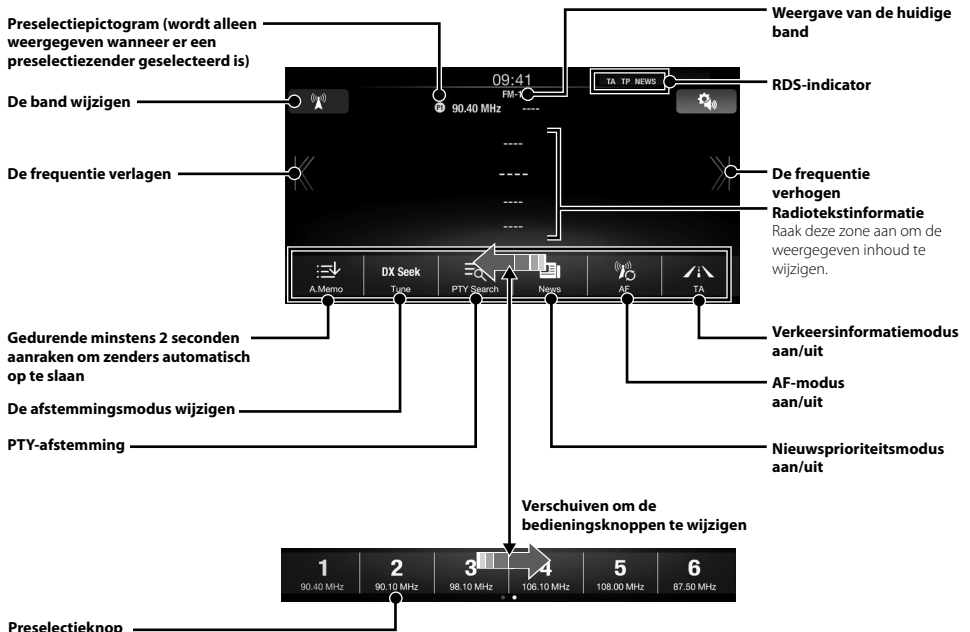 Preselectiepictogram (wordt alleen
weergegeven wanneer er een
preselectiezender geselecteerd is)
Weergave van de huidige
band
09:41
TA TP NEWS
RDS-indicator
De band wijzigen
FM-1
PI 90.40 MHz ----
----
De frequentie verlagen
-----
De frequentie
verhogen
----
Radiotekstinformatie
Raak deze zone aan om de
weergegeven inhoud te
wijzigen.
----
DX Seek
A.Memo Tune PTY Search News AF TA
Gedurende minstens 2 seconden
aanraken om zenders automatisch
op te slaan
Verkeersinformatiemodus
aan/uit
De afstemmingsmodus wijzigen
AF-modus
aan/uit
PTY-afstemming
Nieuwsprioriteitsmodus
aan/uit
Verschuiven om de
bedieningsknoppen te wijzigen
1 2 3 4 5 6
90.40 MHz 90.10 MHz 98.10 MHz 106.10 MHz 108.00 MHz 87.50 MHz
Preselectieknop